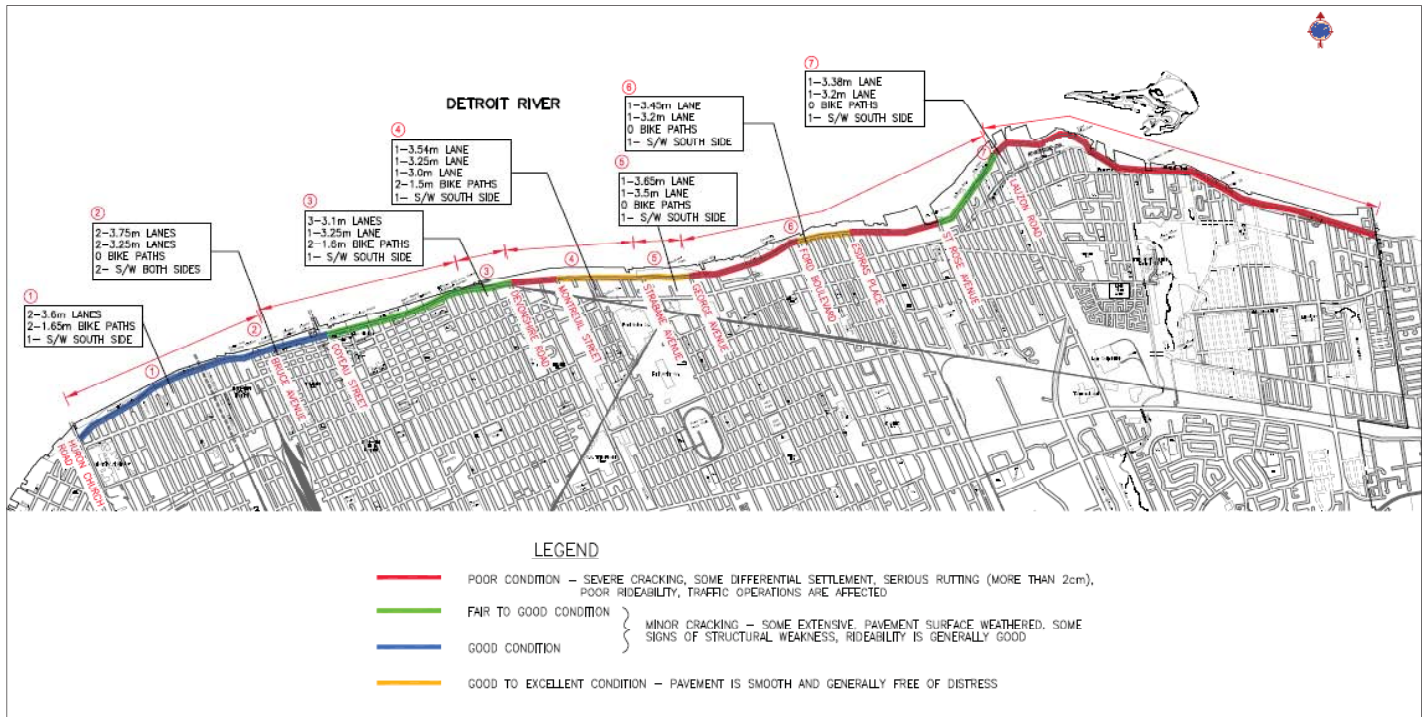 DETROIT RIVER
①
2-3.6m LANES
2-1.65m BIKE PATHS
1- S/W SOUTH SIDE
②
2-3.75m LANES
2-3.25m LANES
0 BIKE PATHS
2- S/W BOTH SIDES
③
3-3.1m LANES
1-3.25m LANE
2-1.6m BIKE PATHS
1- S/W SOUTH SIDE
④
1-3.54m LANE
1-3.25m LANE
1-3.0m LANE
2-1.5m BIKE PATHS
1- S/W SOUTH SIDE
⑤
1-3.65m LANE
1-3.5m LANE
0 BIKE PATHS
1- S/W SOUTH SIDE
⑥
1-3.45m LANE
1-3.2m LANE
0 BIKE PATHS
1- S/W SOUTH SIDE
⑦
1-3.38m LANE
1-3.2m LANE
0 BIKE PATHS
1- S/W SOUTH SIDE
①
②
③
④
⑤
⑥
⑦
HURON CHURCH
ROAD
BRUCE AVENUE
GOYEAU STREET
DEVONSHIRE ROAD
MONTREUIL STREET
STRABANE AVENUE
GEORGE AVENUE
FORD BOULEVARD
ESDRAS PLACE
ST ROSE AVENUE
LAUZON ROAD
LEGEND
POOR CONDITION – SEVERE CRACKING, SOME DIFFERENTIAL SETTLEMENT, SERIOUS RUTTING (MORE THAN 2cm),
POOR RIDEABILITY, TRAFFIC OPERATIONS ARE AFFECTED
FAIR TO GOOD CONDITION
MINOR CRACKING – SOME EXTENSIVE. PAVEMENT SURFACE WEATHERED. SOME
SIGNS OF STRUCTURAL WEAKNESS, RIDEABILITY IS GENERALLY GOOD
GOOD CONDITION
GOOD TO EXCELLENT CONDITION – PAVEMENT IS SMOOTH AND GENERALLY FREE OF DISTRESS